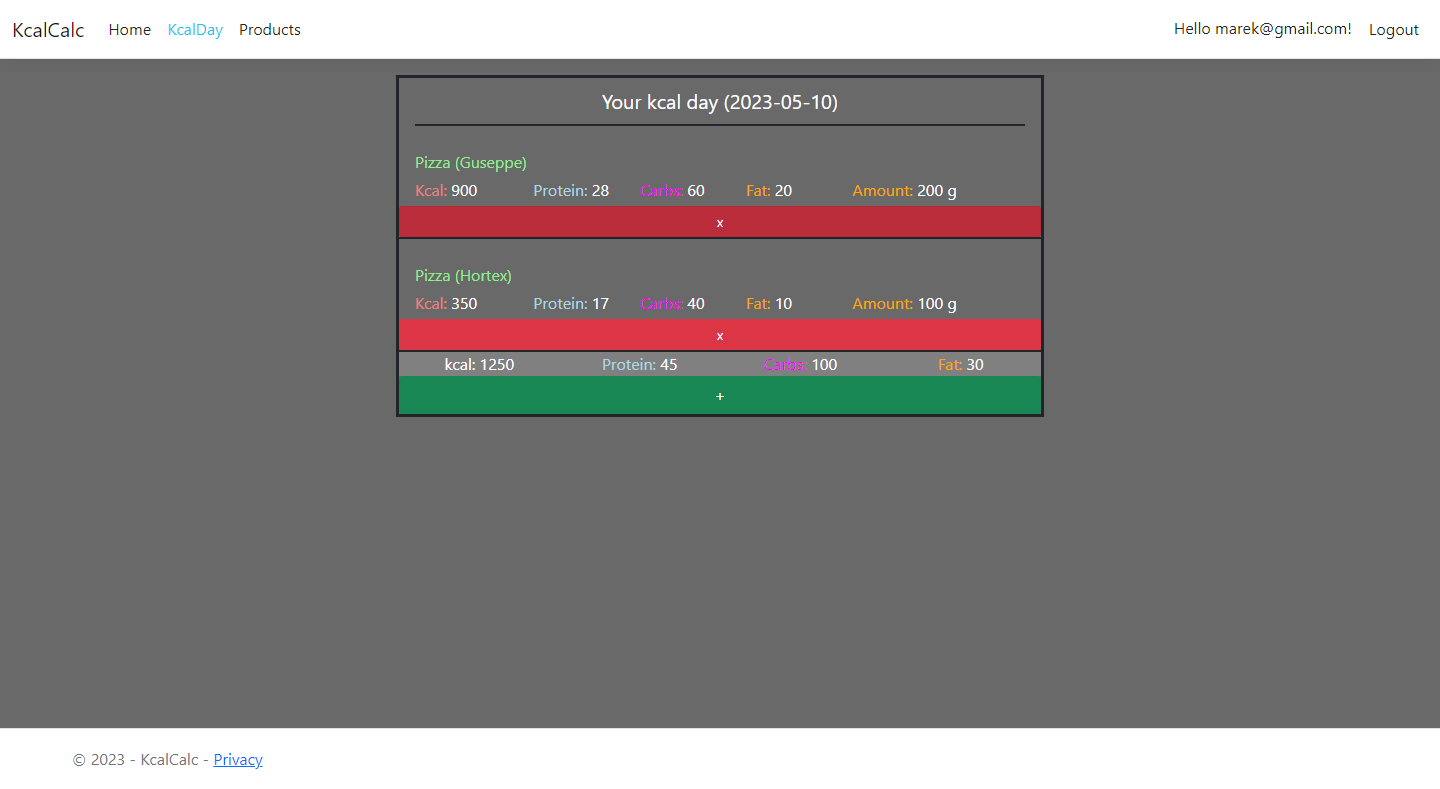 KcalCalc Home KcalDay Products Hello marek@gmail.com! Logout
Your kcal day (2023-05-10)
Pizza (Guseppe)
Kcal: 900 Protein: 28 Carbs: 60 Fat: 20 Amount: 200 g
x
Pizza (Hortex)
Kcal: 350 Protein: 17 Carbs: 40 Fat: 10 Amount: 100 g
x
kcal: 1250 Protein: 45 Carbs: 100 Fat: 30
+
© 2023 - KcalCalc - Privacy